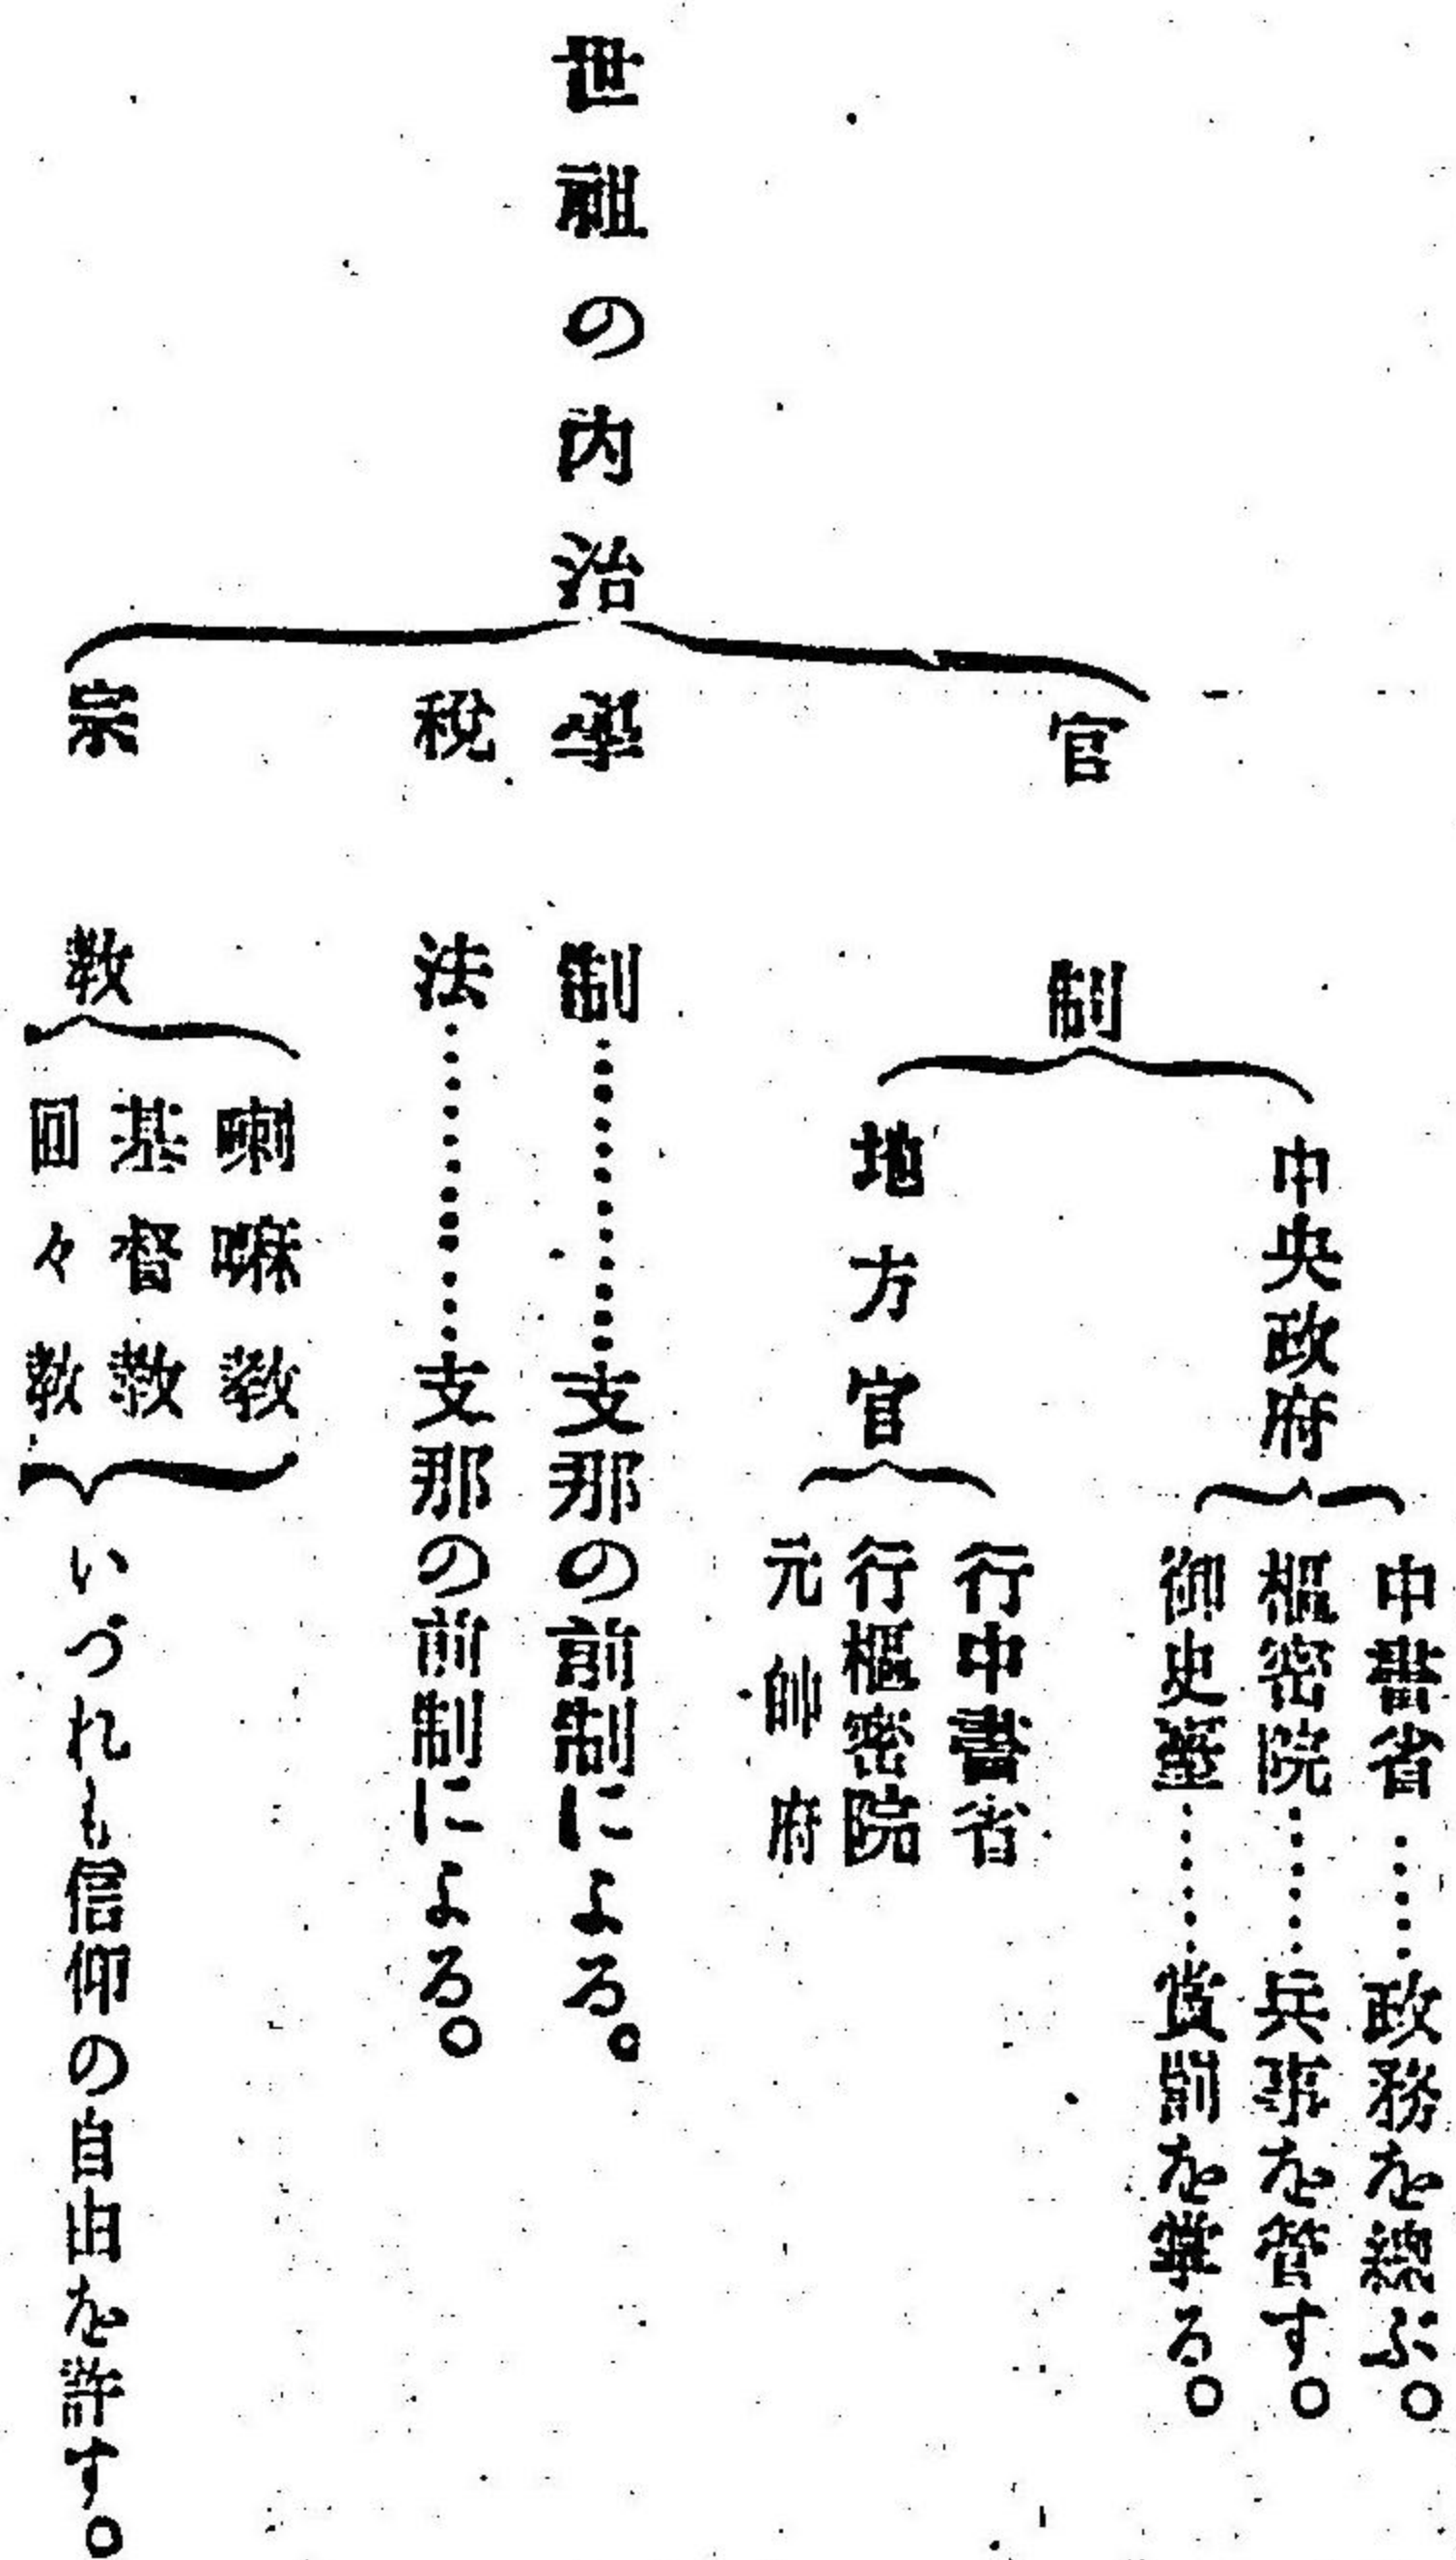 世祖の内治
官制
中央政府
中書省……政務を總ぶ。
樞密院……兵事を管す。
御史臺……賞罰を掌る。
地方官
行中書省
行樞密院
元帥府
學制……支那の前制による。
稅法……支那の前制による。
宗教
喇嘛教
基督教
回々教
いづれも信仰の自由を許す。